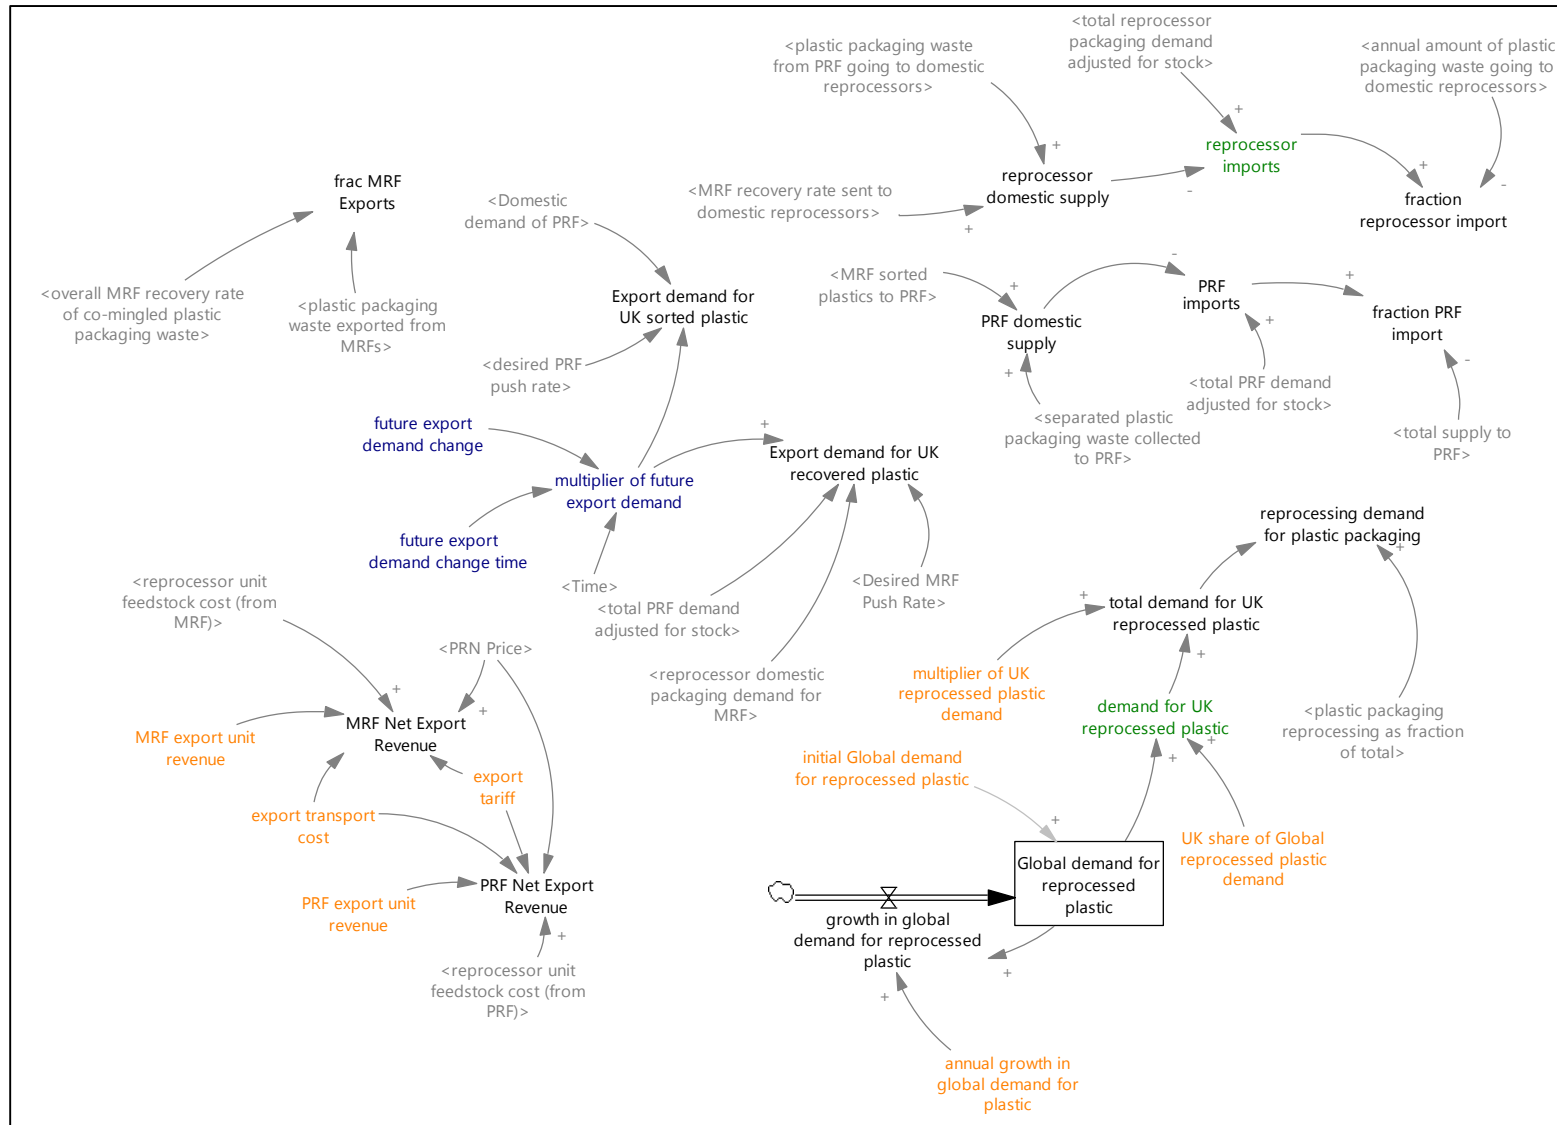 <total reprocessor
packaging demand
adjusted for stock>
<plastic packaging waste
from PRF going to domestic
reprocessors>
<annual amount of plastic
packaging waste going to
domestic reprocessors>
+
+
reprocessor
imports
frac MRF
Exports
reprocessor
domestic supply
+
-
-
<Domestic
demand of PRF>
<MRF recovery rate sent to
domestic reprocessors>
+
fraction
reprocessor import
<overall MRF recovery rate
of co-mingled plastic
packaging waste>
<plastic packaging
waste exported from
MRFs>
Export demand for
UK sorted plastic
<MRF sorted
plastics to PRF>
+
-
PRF
imports
+
PRF domestic
supply
+
fraction PRF
import
<desired PRF
push rate>
+
-
<total PRF demand
adjusted for stock>
<separated plastic
packaging waste collected
to PRF>
<total supply to
PRF>
future export
demand change
+
Export demand for UK
recovered plastic
multiplier of future
export demand
future export
demand change time
reprocessing demand
for plastic packaging
+
<Time>
<total PRF demand
adjusted for stock>
<Desired MRF
Push Rate>
<reprocessor unit
feedstock cost (from
MRF)>
+
total demand for UK
reprocessed plastic
+
<PRN Price>
<reprocessor domestic
packaging demand for
MRF>
multiplier of UK
reprocessed plastic
demand
+
+
MRF Net Export
Revenue
MRF export unit
revenue
demand for UK
reprocessed plastic
<plastic packaging
reprocessing as fraction
of total>
+
+
initial Global demand
for reprocessed plastic
export
tariff
export transport
cost
+
UK share of Global
reprocessed plastic
demand
Global demand for
reprocessed
plastic
PRF Net Export
Revenue
PRF export unit
revenue
+
growth in global
demand for reprocessed
plastic
+
+
<reprocessor unit
feedstock cost (from
PRF)>
annual growth in
global demand for
plastic